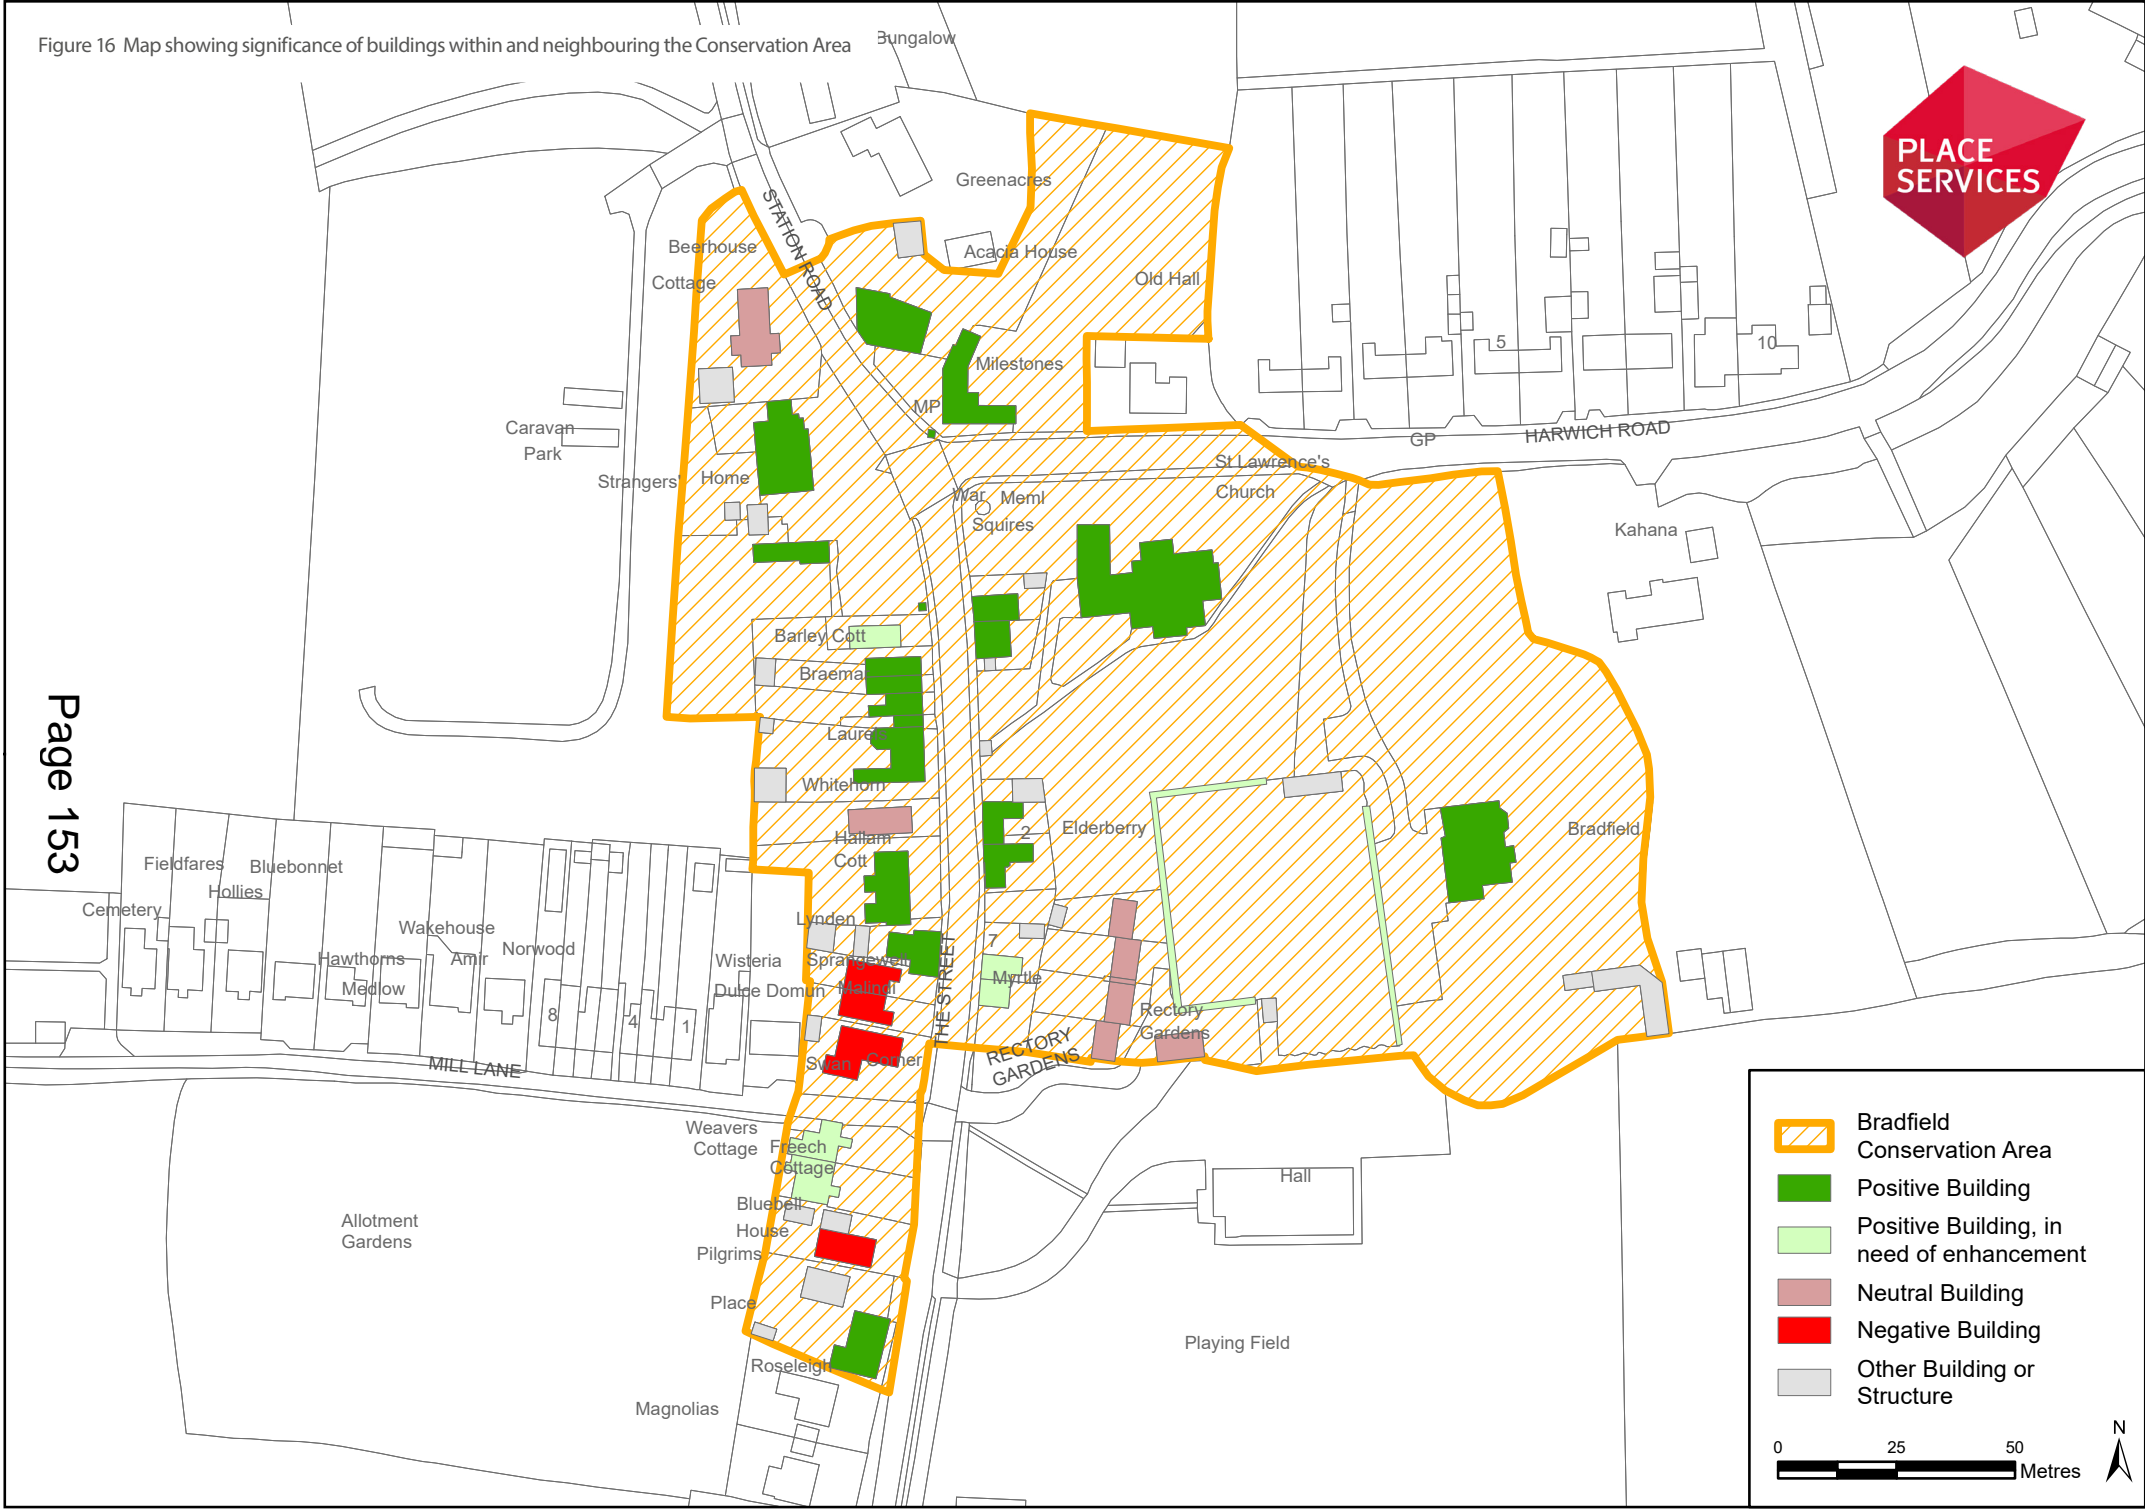 Figure 16 Map showing significance of buildings within and neighbouring the Conservation Area
Bungalow
PLACE
SERVICES
Greenacres
STATION ROAD
Beerhouse
Cottage
Acacia House
Old Hall
Milestones
MP
5
10
GP
HARWICH ROAD
Caravan
Park
Strangers'
Home
St Lawrence's
Church
War Meml
Squires
Kahana
Barley Cott
Braemar
Laurels
Whitehorn
Hallam
Cott
2
Elderberry
Bradfield
Page 153
Fieldfares
Bluebonnet
Hollies
Cemetery
Wakehouse
Hawthorns
Amir
Norwood
Medlow
8
4
1
Wisteria
Dulce Domun
Lynden
Sprangewell
Malindi
7
Myrtle
THE STREET
Rectory
Gardens
RECTORY
GARDENS
Swan Corner
MILL LANE
Weavers
Cottage
Freech
Cottage
Bluebell
House
Pilgrims
Place
Hall
Allotment
Gardens
Playing Field
Roseleigh
Magnolias
Bradfield
Conservation Area
Positive Building
Positive Building, in
need of enhancement
Neutral Building
Negative Building
Other Building or
Structure
N
0 25 50
Metres